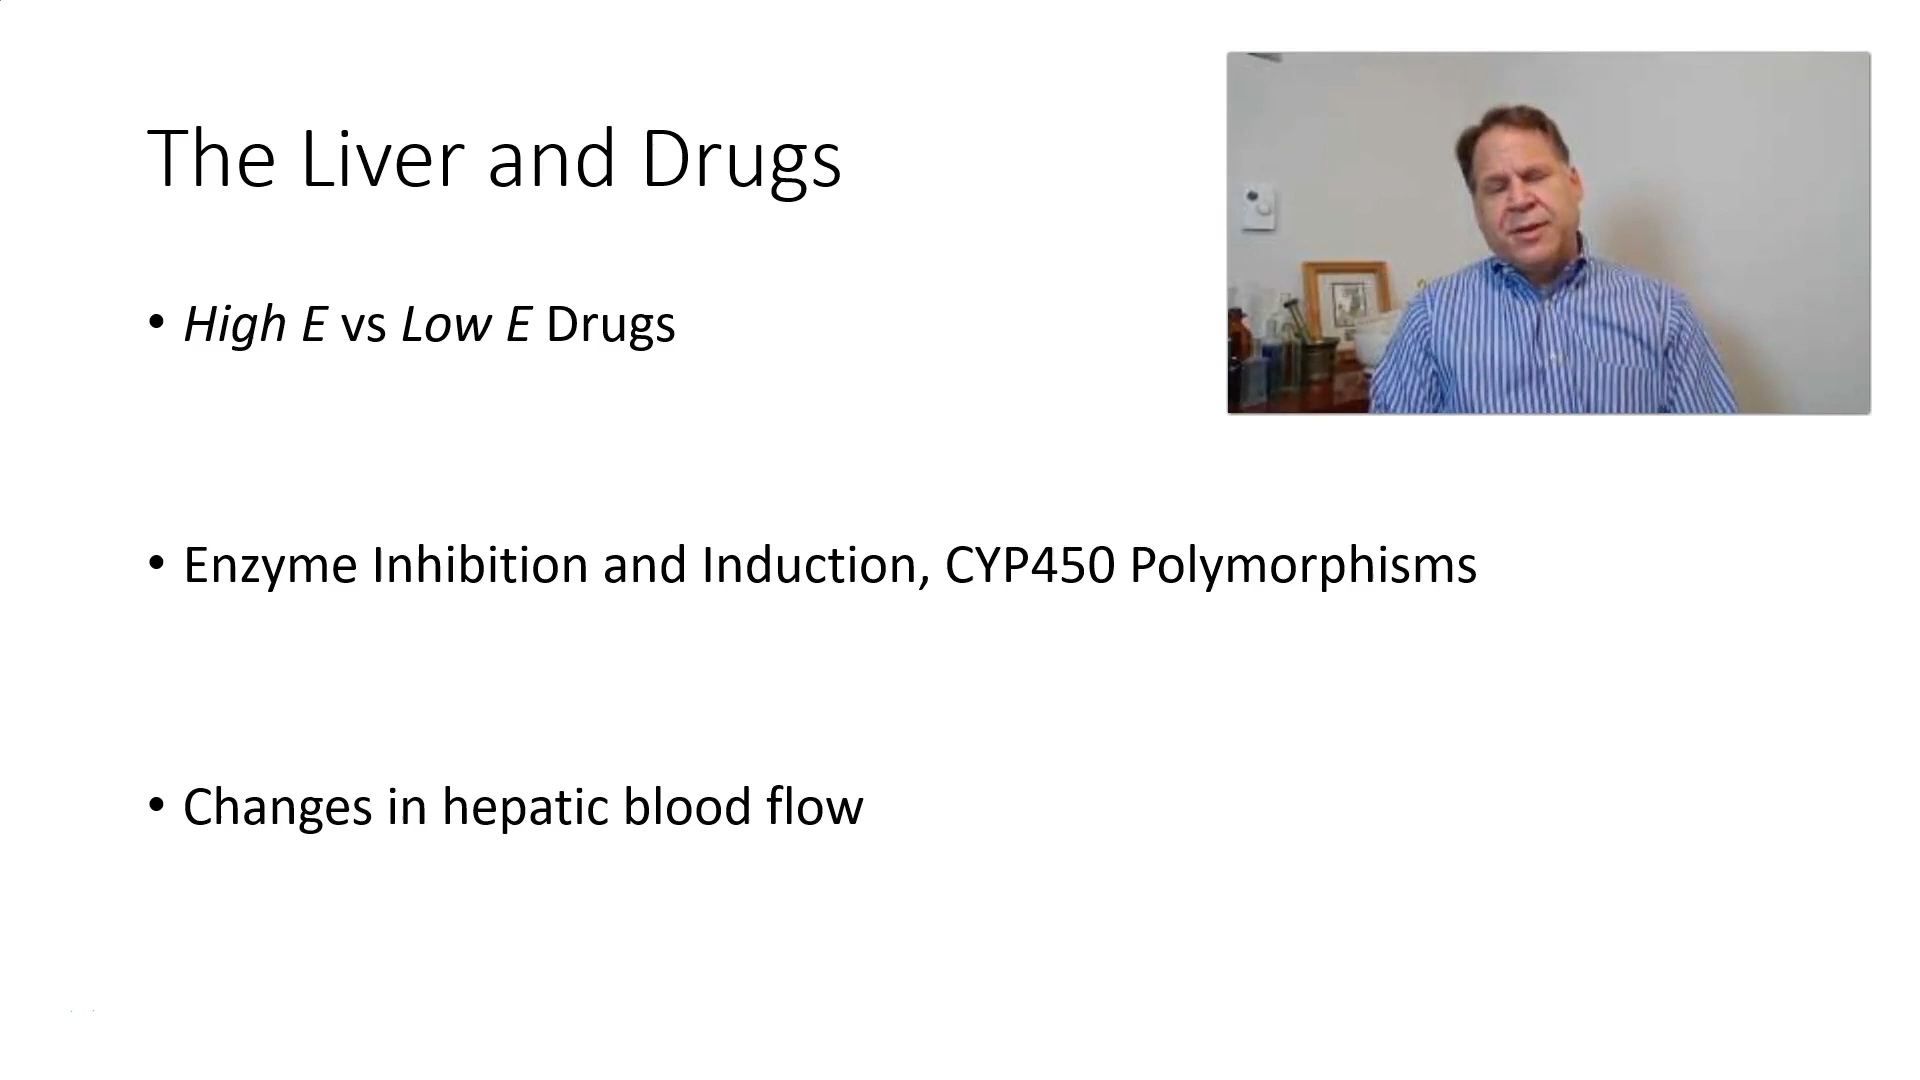 The Liver and Drugs
• High E vs Low E Drugs
• Enzyme Inhibition and Induction, CYP450 Polymorphisms
• Changes in hepatic blood flow